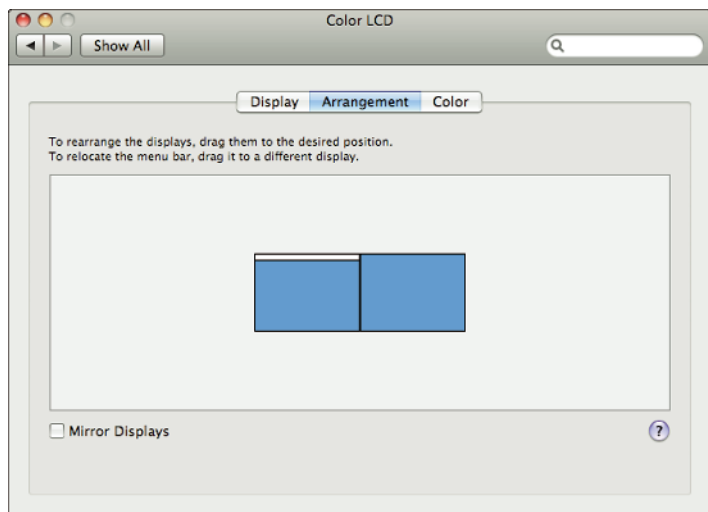 Color LCD
Show All
Display Arrangement Color
To rearrange the displays, drag them to the desired position.
To relocate the menu bar, drag it to a different display.
Mirror Displays
?